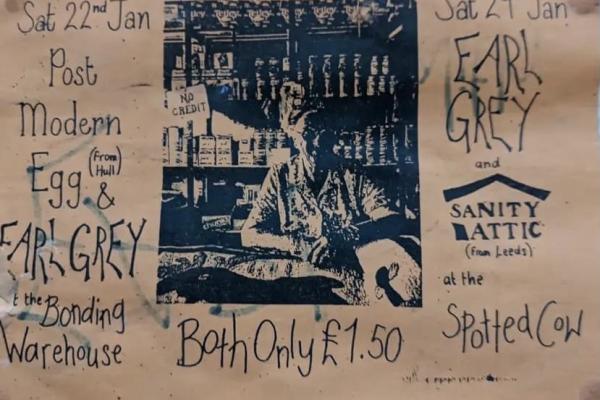 Sat 22nd Jan
Post
Modern
Egg (from Hull)
&
EARL GREY
t the Bonding
Warehouse
NO
CREDIT
Both Only £1.50
Sat 29 Jan
EARL
GREY
and
SANITY
ATTIC
(from Leeds)
at the
Spotted Cow